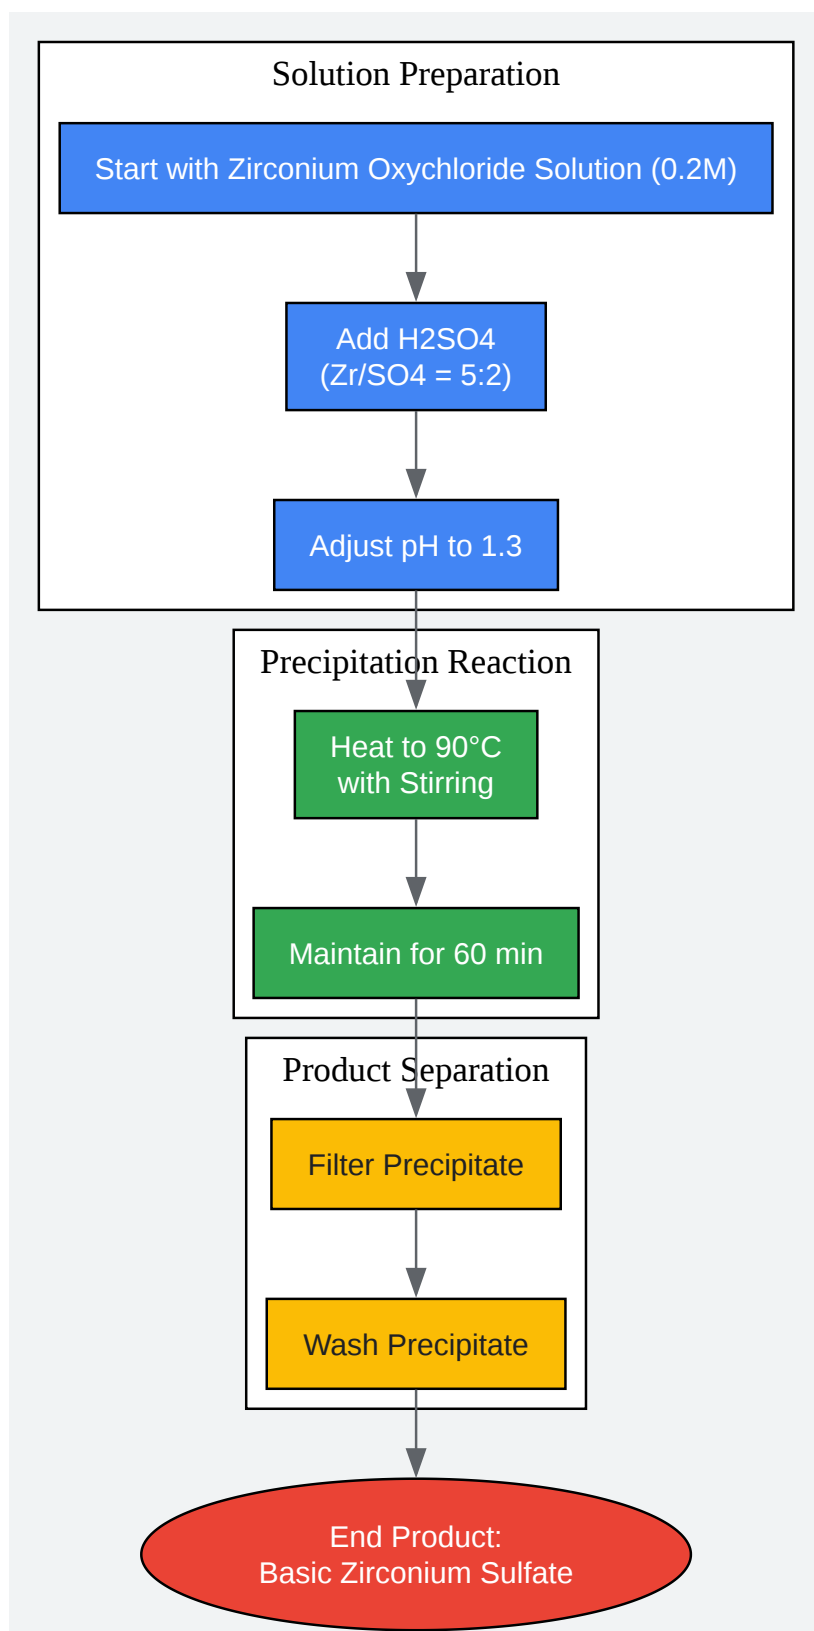 Solution Preparation
Start with Zirconium Oxychloride Solution (0.2M)
Add H2SO4
(Zr/SO4 = 5:2)
Adjust pH to 1.3
Precipitation Reaction
Heat to 90°C
with Stirring
Maintain for 60 min
Product Separation
Filter Precipitate
Wash Precipitate
End Product:
Basic Zirconium Sulfate